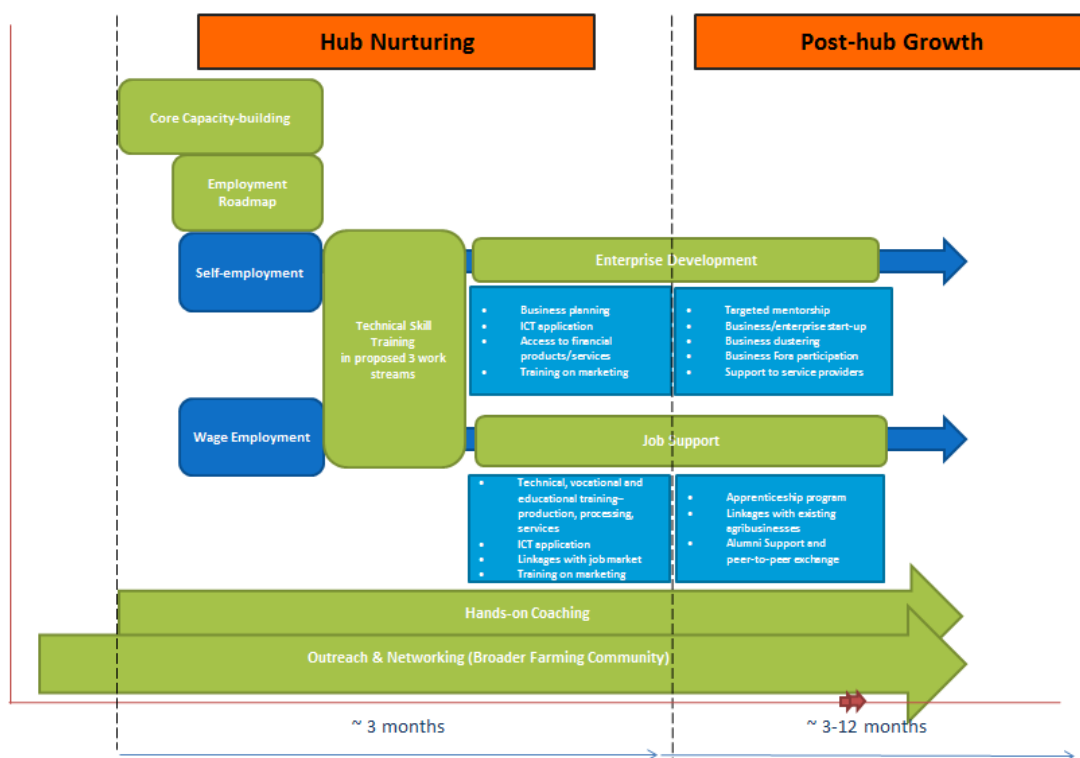 Hub Nurturing
Post-hub Growth
Core Capacity-building
Employment
Roadmap
Self-employment
Wage Employment
Technical Skill
Training
in proposed 3 work
streams
Enterprise Development
• Business planning
• ICT application
• Access to financial
products/services
• Training on marketing
• Targeted mentorship
• Business/enterprise start-up
• Business clustering
• Business Fora participation
• Support to service providers
Job Support
• Technical, vocational and
educational training–
production, processing,
services
• ICT application
• Linkages with job market
• Training on marketing
• Apprenticeship program
• Linkages with existing
agribusinesses
• Alumni Support and
peer-to-peer exchange
Hands-on Coaching
Outreach & Networking (Broader Farming Community)
~ 3 months
~ 3-12 months